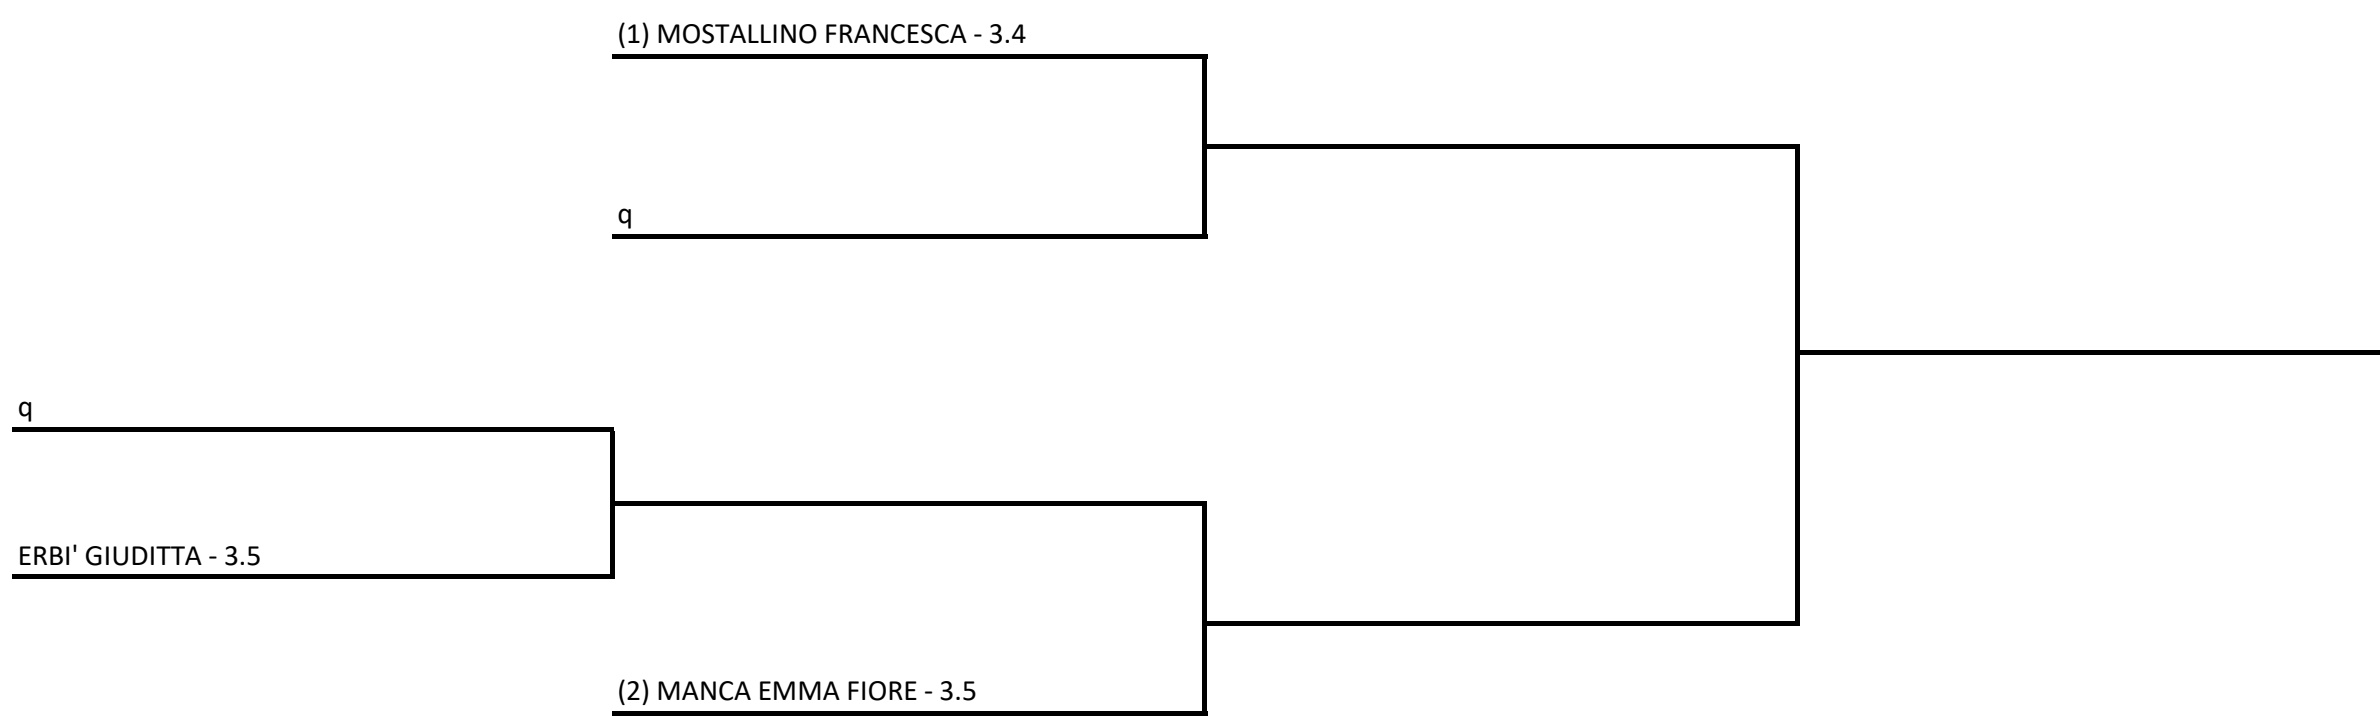 (1) MOSTALLINO FRANCESCA - 3.4
q
q
ERBI' GIUDITTA - 3.5
(2) MANCA EMMA FIORE - 3.5